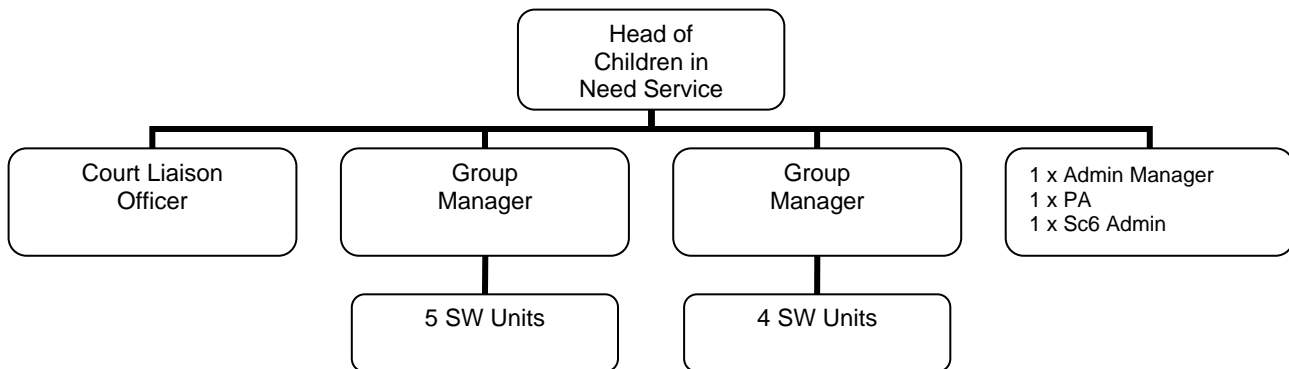 Head of
Children in
Need Service
Court Liaison
Officer
Group
Manager
Group
Manager
1 x Admin Manager
1 x PA
1 x Sc6 Admin
5 SW Units
4 SW Units